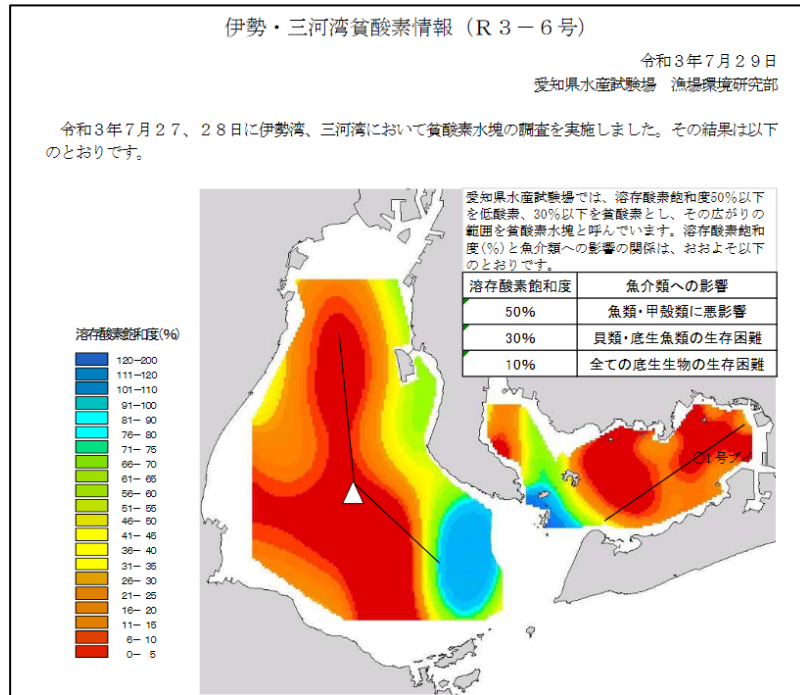 伊勢・三河湾貧酸素情報（Ｒ３－６号）
令和３年７月２９日
愛知県水産試験場　漁場環境研究部
令和３年７月２７、２８日に伊勢湾、三河湾において貧酸素水塊の調査を実施しました。その結果は以下
のとおりです。
愛知県水産試験場では、溶存酸素飽和度50％以下
を低酸素、30％以下を貧酸素とし、その広がりの
範囲を貧酸素水塊と呼んでいます。溶存酸素飽和
度(％)と魚介類への影響の関係は、おおよそ以下
のとおりです。
溶存酸素飽和度 魚介類への影響
50% 魚類・甲殻類に悪影響
30% 貝類・底生魚類の生存困難
10% 全ての底生生物の生存困難
溶存酸素飽和度(％)
120-200
111-120
101-110
91-100
81- 90
76- 80
71- 75
66- 70
61- 65
56- 60
51- 55
46- 50
41- 45
36- 40
31- 35
26- 30
21- 25
16- 20
11- 15
6- 10
0- 5
1号ブイ